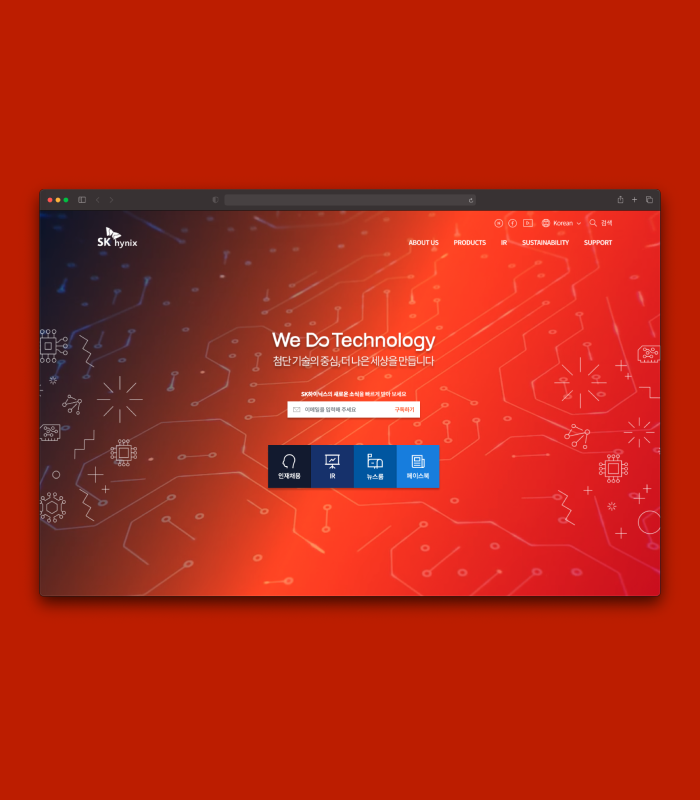 Korean
검색
SK hynix
ABOUT US PRODUCTS IR SUSTAINABILITY SUPPORT
We Do Technology
첨단 기술의 중심, 더 나은 세상을 만듭니다
SK하이닉스의 새로운 소식을 빠르게 받아 보세요
이메일을 입력해 주세요 구독하기
인재채용 IR 뉴스룸 페이스북